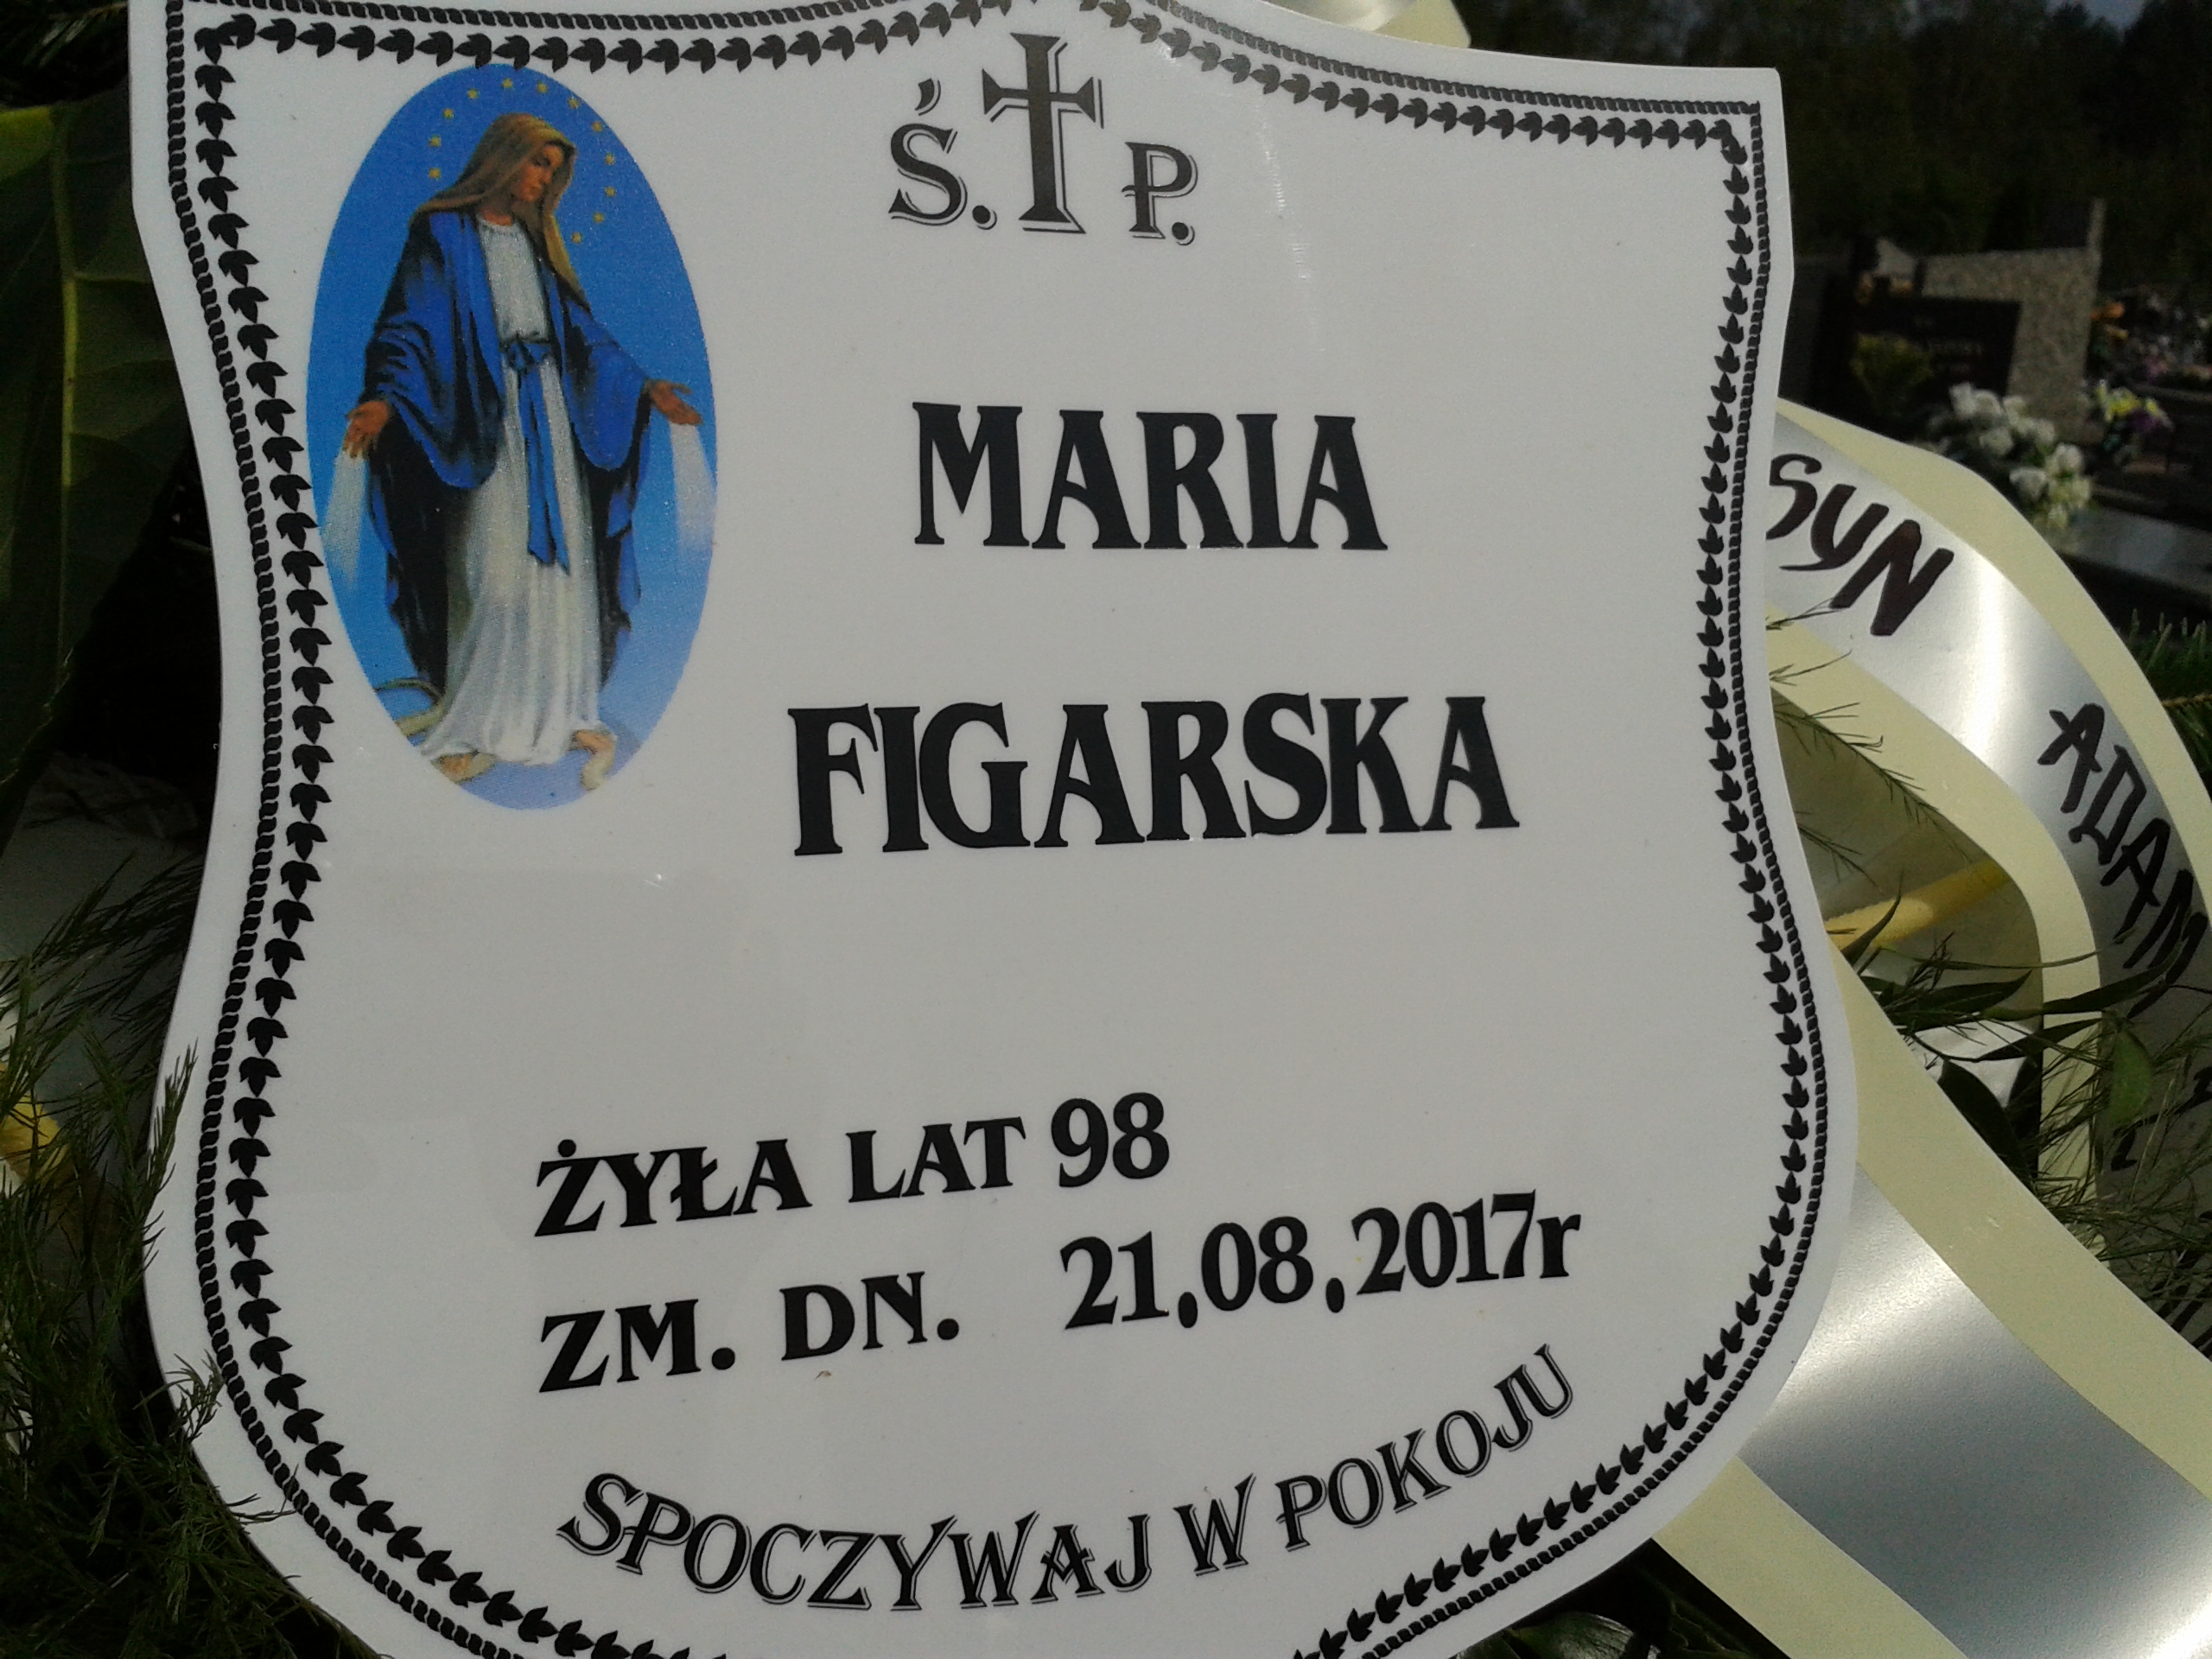 Ś. P.
MARIA
FIGARSKA
ŻYŁA LAT 98
ZM. DN. 21,08,2017r
SPOCZYWAJ W POKOJU
SYN
ADAM